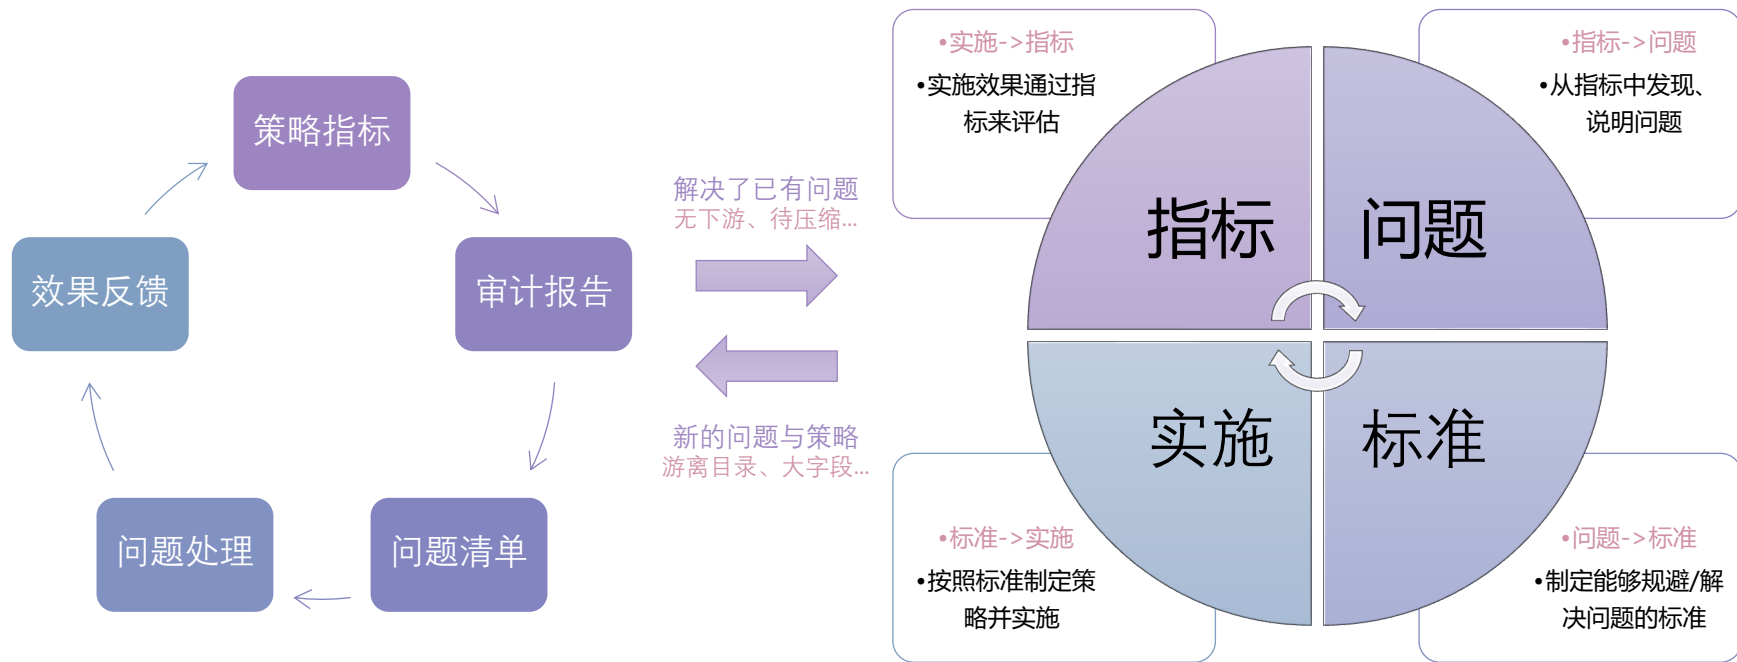 策略指标
审计报告
问题清单
问题处理
效果反馈
解决了已有问题
无下游、待压缩...
新的问题与策略
游离目录、大字段...
•实施->指标
•实施效果通过指
标来评估
•指标->问题
•从指标中发现、
说明问题
指标
问题
实施
标准
•标准->实施
•按照标准制定策
略并实施
•问题->标准
•制定能够规避/解
决问题的标准